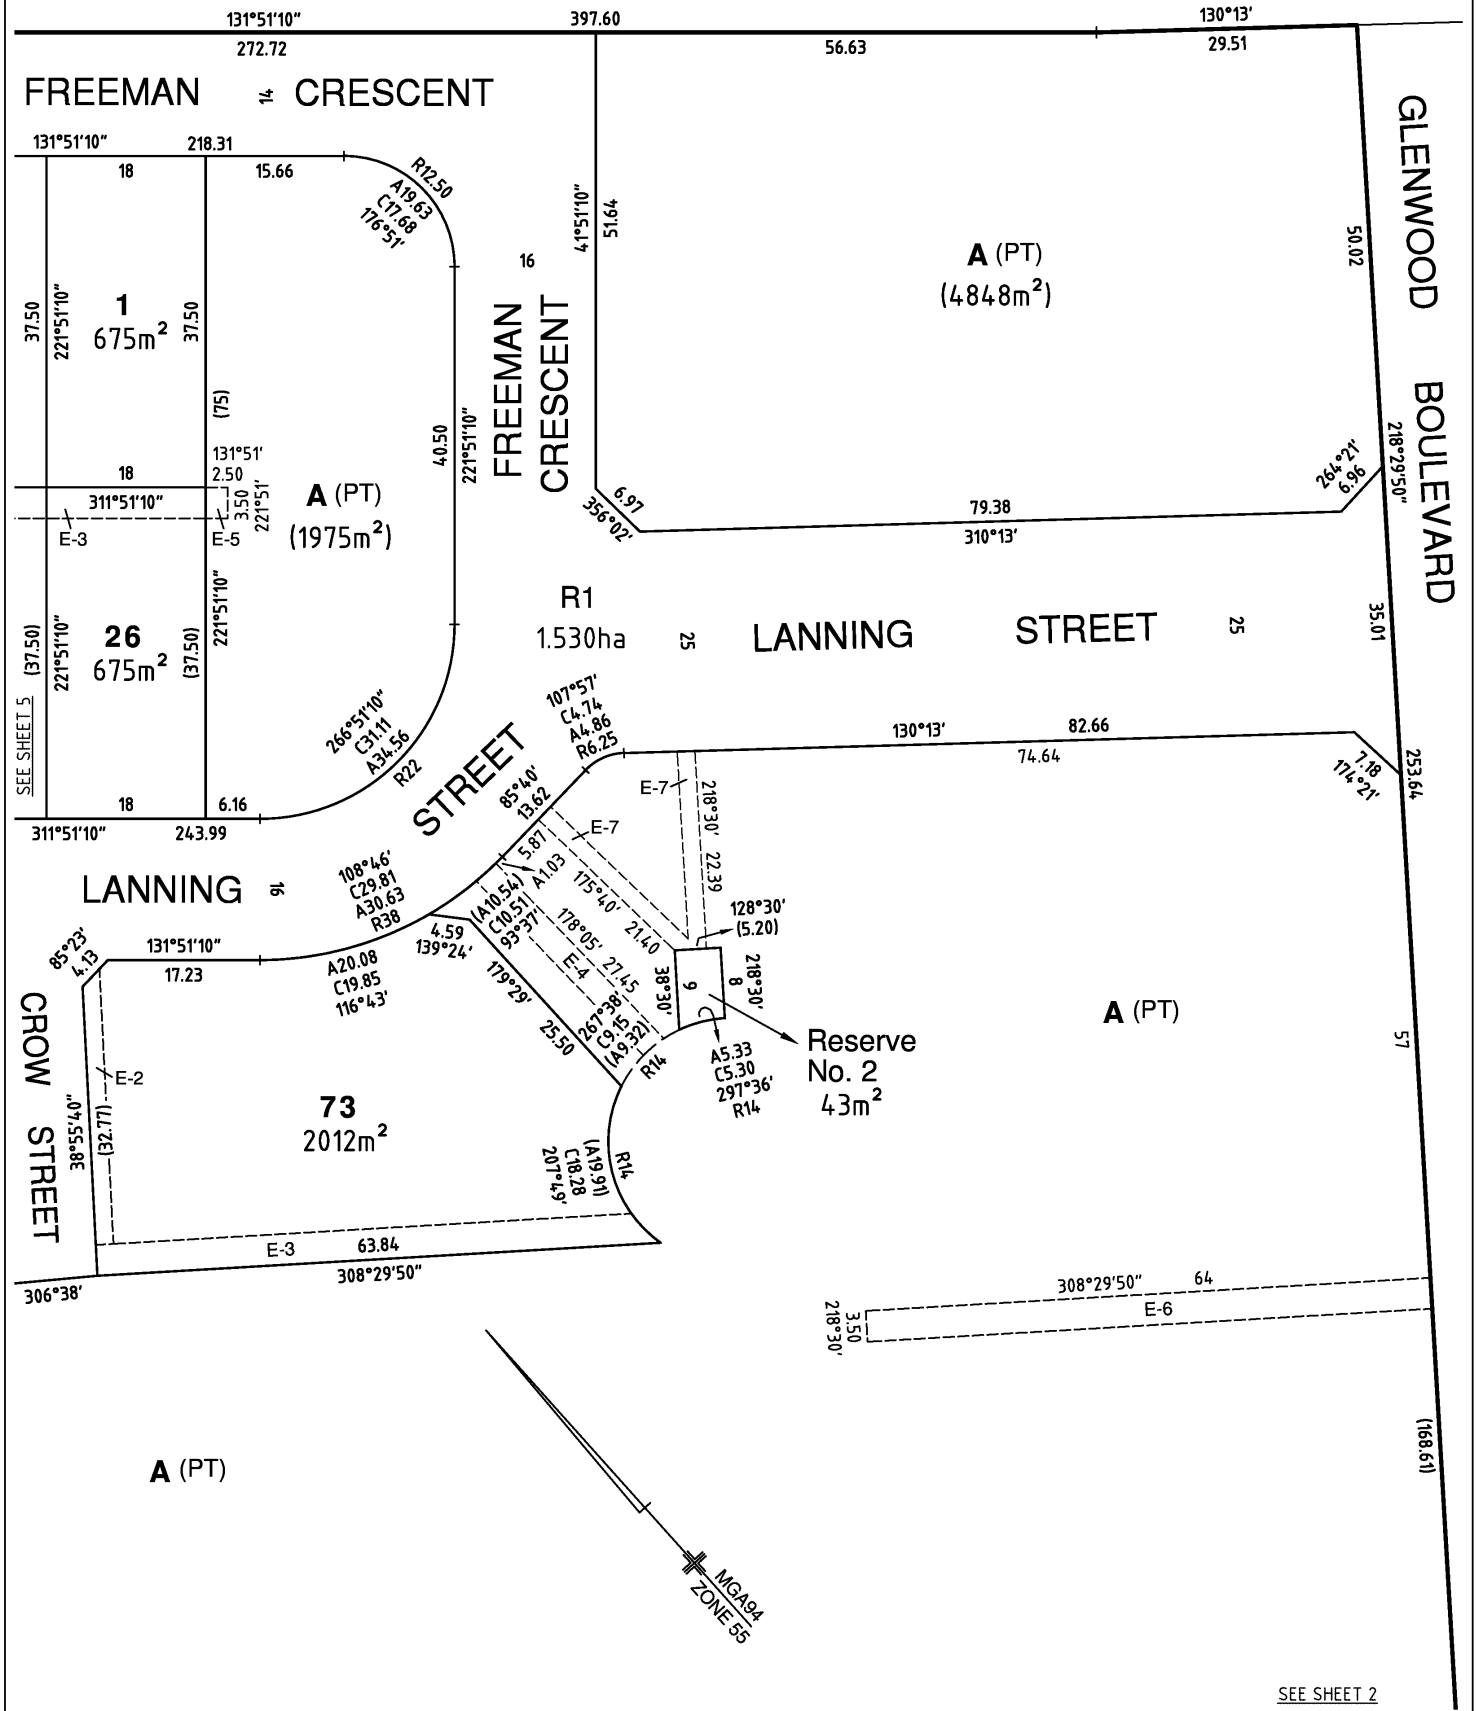 131°51'10" 397.60 130°13'
272.72 56.63 29.51
FREEMAN 14 CRESCENT
131°51'10" 218.31
18 15.66
R12.50
A19.63
C17.68
176°51'
37.50
221°51'10"
1
675m²
37.50
(75)
41°51'10"
51.64
16
FREEMAN
CRESCENT
40.50
221°51'10"
A (PT)
(4848m²)
50.02
GLENWOOD BOULEVARD
218°29'50"
264°21'
6.96
18
131°51'
2.50
3.50
221°51'
311°51'10"
E-3
E-5
A (PT)
(1975m²)
6.97
356°02'
79.38
310°13'
(37.50)
221°51'10"
26
675m²
(37.50)
221°51'10"
R1
1.530ha
25
LANNING STREET
25
35.01
SEE SHEET 5
266°51'10"
C31.11
A34.56
R22
107°57'
C4.74
A4.86
R6.25
130°13' 82.66
74.64
7.18
174°21'
253.64
18 6.16
311°51'10" 243.99
LANNING 16 STREET
85°40'
13.62
5.87
A1.03
E-7
E-7
218°30' 22.39
108°46'
C29.81
A30.63
R38
(A10.54)
C10.51
93°37'
175°40' 21.40
178°05' 27.45
E-4
128°30'
(5.20)
38°30'
9
8
218°30'
85°23'
4.13
131°51'10"
17.23
A20.08
C19.85
116°43'
4.59
139°24'
179°29'
25.50
267°38'
C9.15
(A9.32)
R14
A5.33
C5.30
297°36'
R14
Reserve
No. 2
43m²
A (PT)
57
CROW STREET
E-2
38°55'40"
(32.77)
73
2012m²
(A19.91)
C18.28
207°49'
R14
E-3 63.84
308°29'50"
306°38'
308°29'50" 64
E-6
3.50
218°30'
(168.61)
A (PT)
MGA94
ZONE 55
SEE SHEET 2